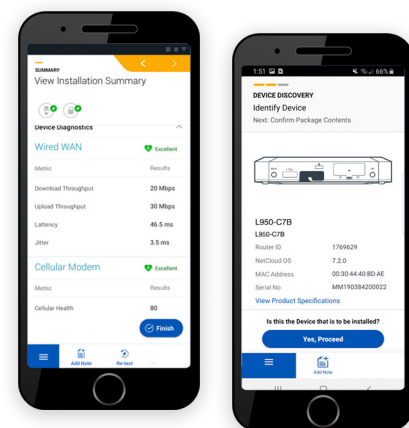 SUMMARY
View Installation Summary
Device Diagnostics
Wired WAN
Excellent
Metric Results
Download Throughput 20 Mbps
Upload Throughput 30 Mbps
Lattency 46.5 ms
Jitter 3.5 ms
Cellular Modem
Excellent
Metric Results
Cellular Health 80
Finish
Add Note Re-test
1:51 66%
DEVICE DISCOVERY
Identify Device
Next: Confirm Package Contents
L950-C7B
L950-C7B
Router ID 1769629
NetCloud OS 7.2.0
MAC Address 00:30:44:40:BD:AE
Serial No MM190384200022
View Product Specifications
Is this the Device that is to be installed?
Yes, Proceed
Add Note